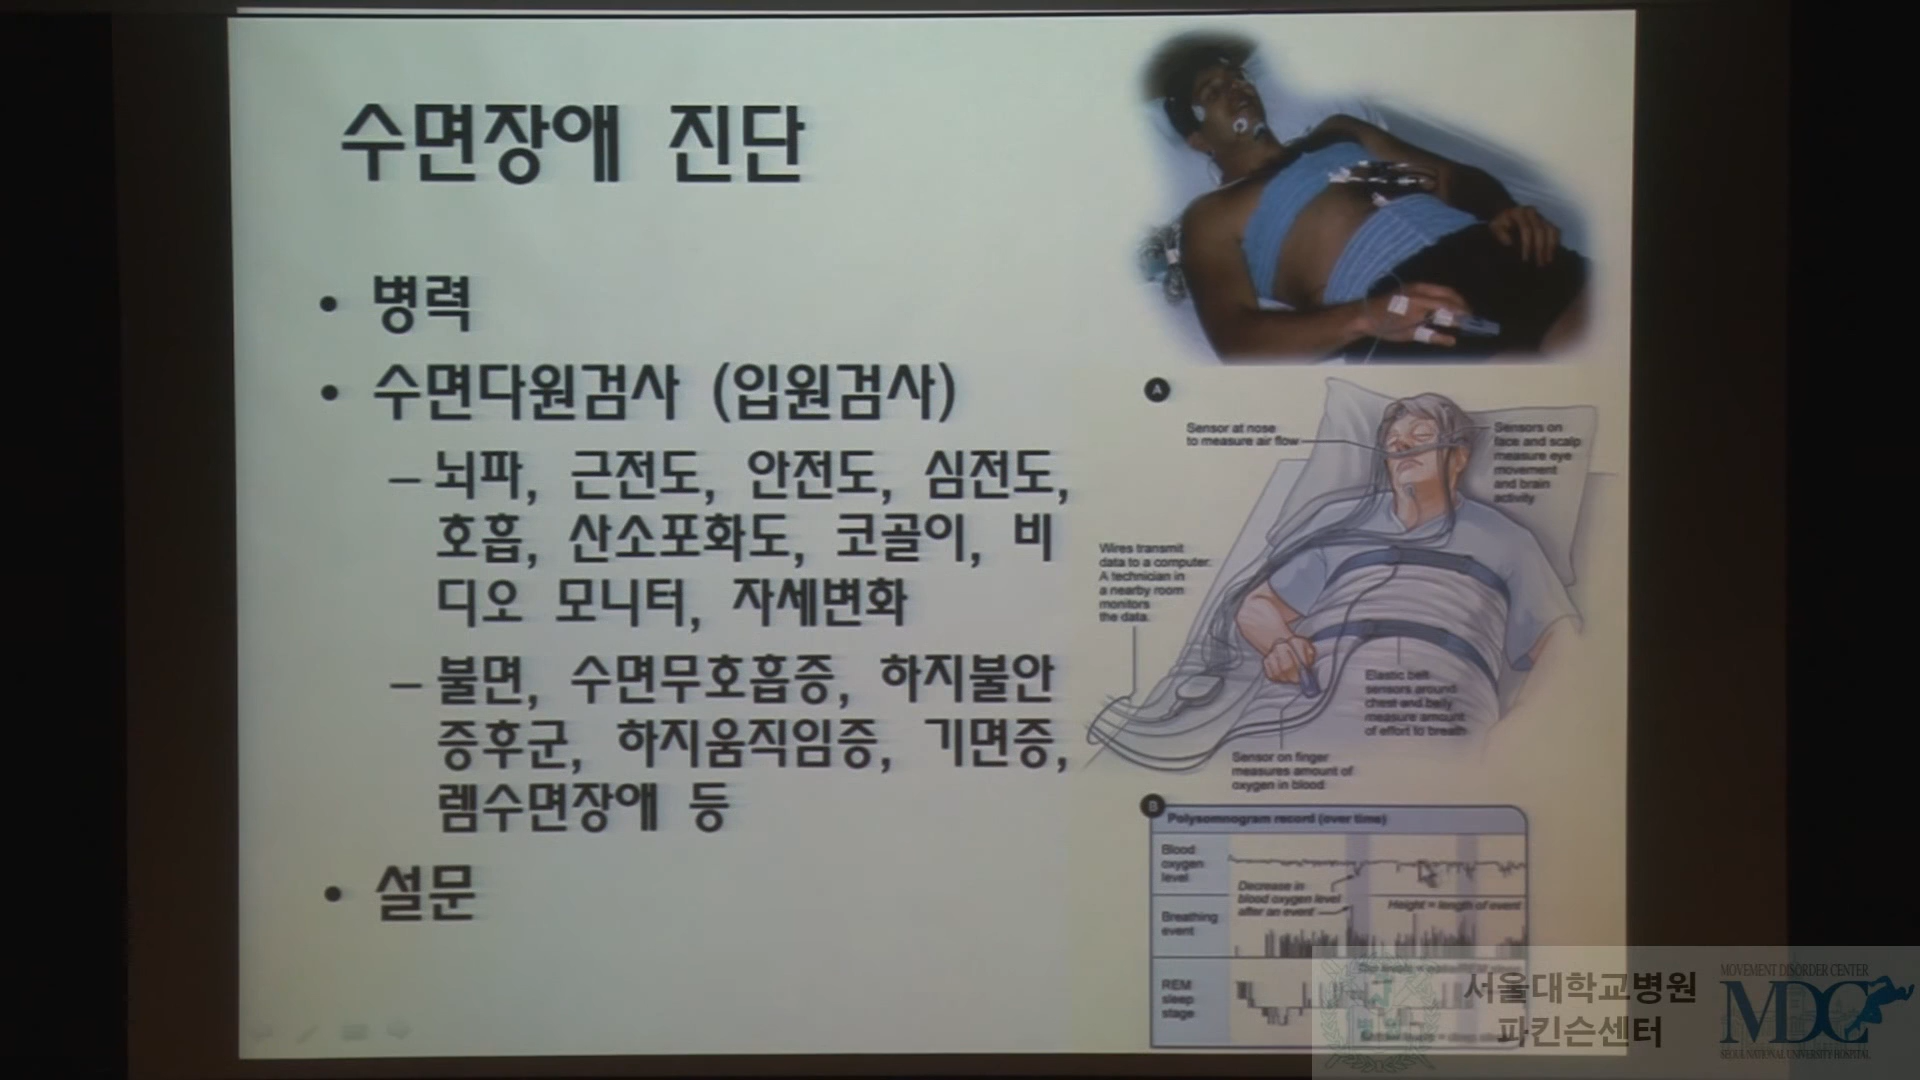 수면장애 진단
• 병력
• 수면다원검사 (입원검사)
– 뇌파, 근전도, 안전도, 심전도,
호흡, 산소포화도, 코골이, 비
디오 모니터, 자세변화
– 불면, 수면무호흡증, 하지불안
증후군, 하지움직임증, 기면증,
렘수면장애 등
• 설문
A
Sensor at nose
to measure air flow
Sensors on
face and scalp
measure eye
movement
and brain
activity
Wires transmit
data to a computer.
A technician in
a nearby room
monitors
the data.
Elastic belt
sensors around
chest and belly
measure amount
of effort to breath
Sensor on finger
measures amount of
oxygen in blood
B
Polysomnogram record (over time)
Blood
oxygen
level
Decrease in
blood oxygen level
after an event
Height = length of event
Breathing
event
REM
sleep
stage
서울대학교병원
파킨슨센터
MOVEMENT DISORDER CENTER
MDC
SEOUL NATIONAL UNIVERSITY HOSPITAL